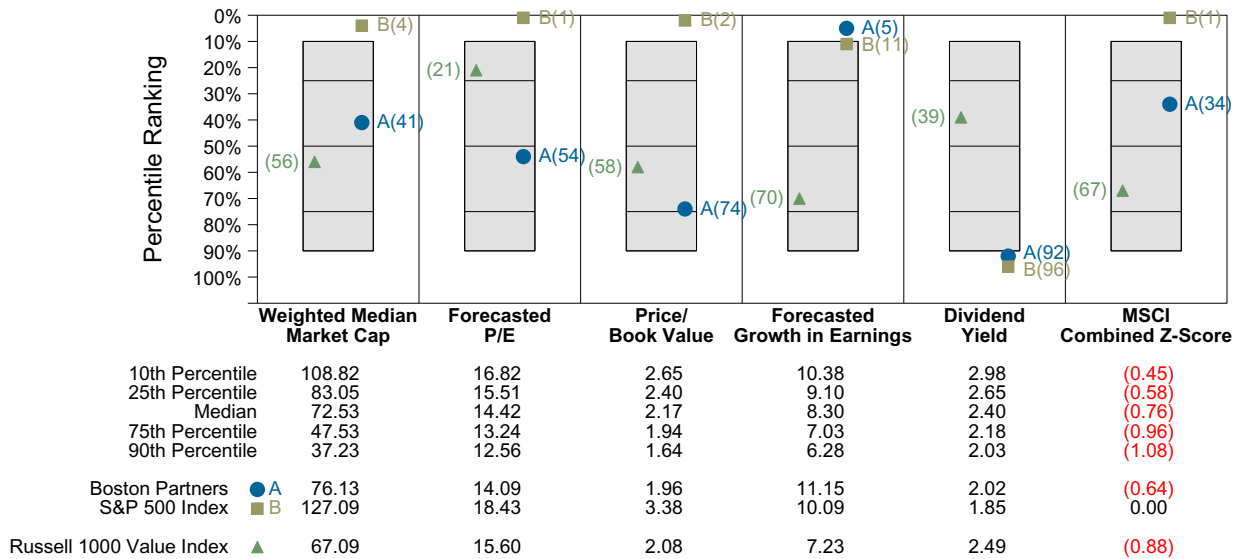 Percentile Ranking
0%
10%
20%
30%
40%
50%
60%
70%
80%
90%
100%
B(4)
A(41)
(56)
B(1)
(21)
A(54)
B(2)
(58)
A(74)
A(5)
B(11)
(70)
(39)
A(92)
B(96)
B(1)
A(34)
(67)
Weighted Median Market Cap
Forecasted P/E
Price/ Book Value
Forecasted Growth in Earnings
Dividend Yield
MSCI Combined Z-Score
10th Percentile 108.82 16.82 2.65 10.38 2.98 (0.45)
25th Percentile 83.05 15.51 2.40 9.10 2.65 (0.58)
Median 72.53 14.42 2.17 8.30 2.40 (0.76)
75th Percentile 47.53 13.24 1.94 7.03 2.18 (0.96)
90th Percentile 37.23 12.56 1.64 6.28 2.03 (1.08)
Boston Partners A 76.13 14.09 1.96 11.15 2.02 (0.64)
S&P 500 Index B 127.09 18.43 3.38 10.09 1.85 0.00
Russell 1000 Value Index 67.09 15.60 2.08 7.23 2.49 (0.88)